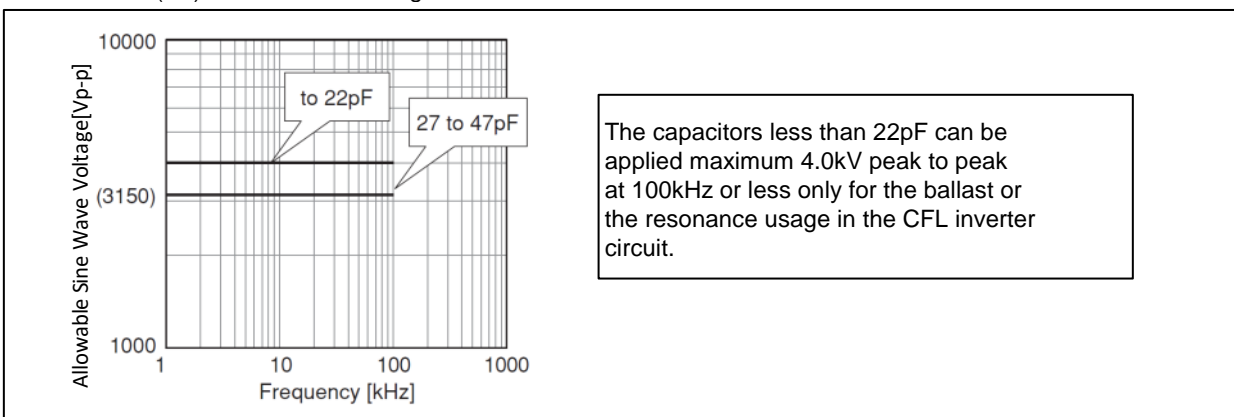 10000
to 22pF
27 to 47pF
(3150)
Allowable Sine Wave Voltage[Vp-p]
1000
1 10 100 1000
Frequency [kHz]
The capacitors less than 22pF can be
applied maximum 4.0kV peak to peak
at 100kHz or less only for the ballast or
the resonance usage in the CFL inverter
circuit.